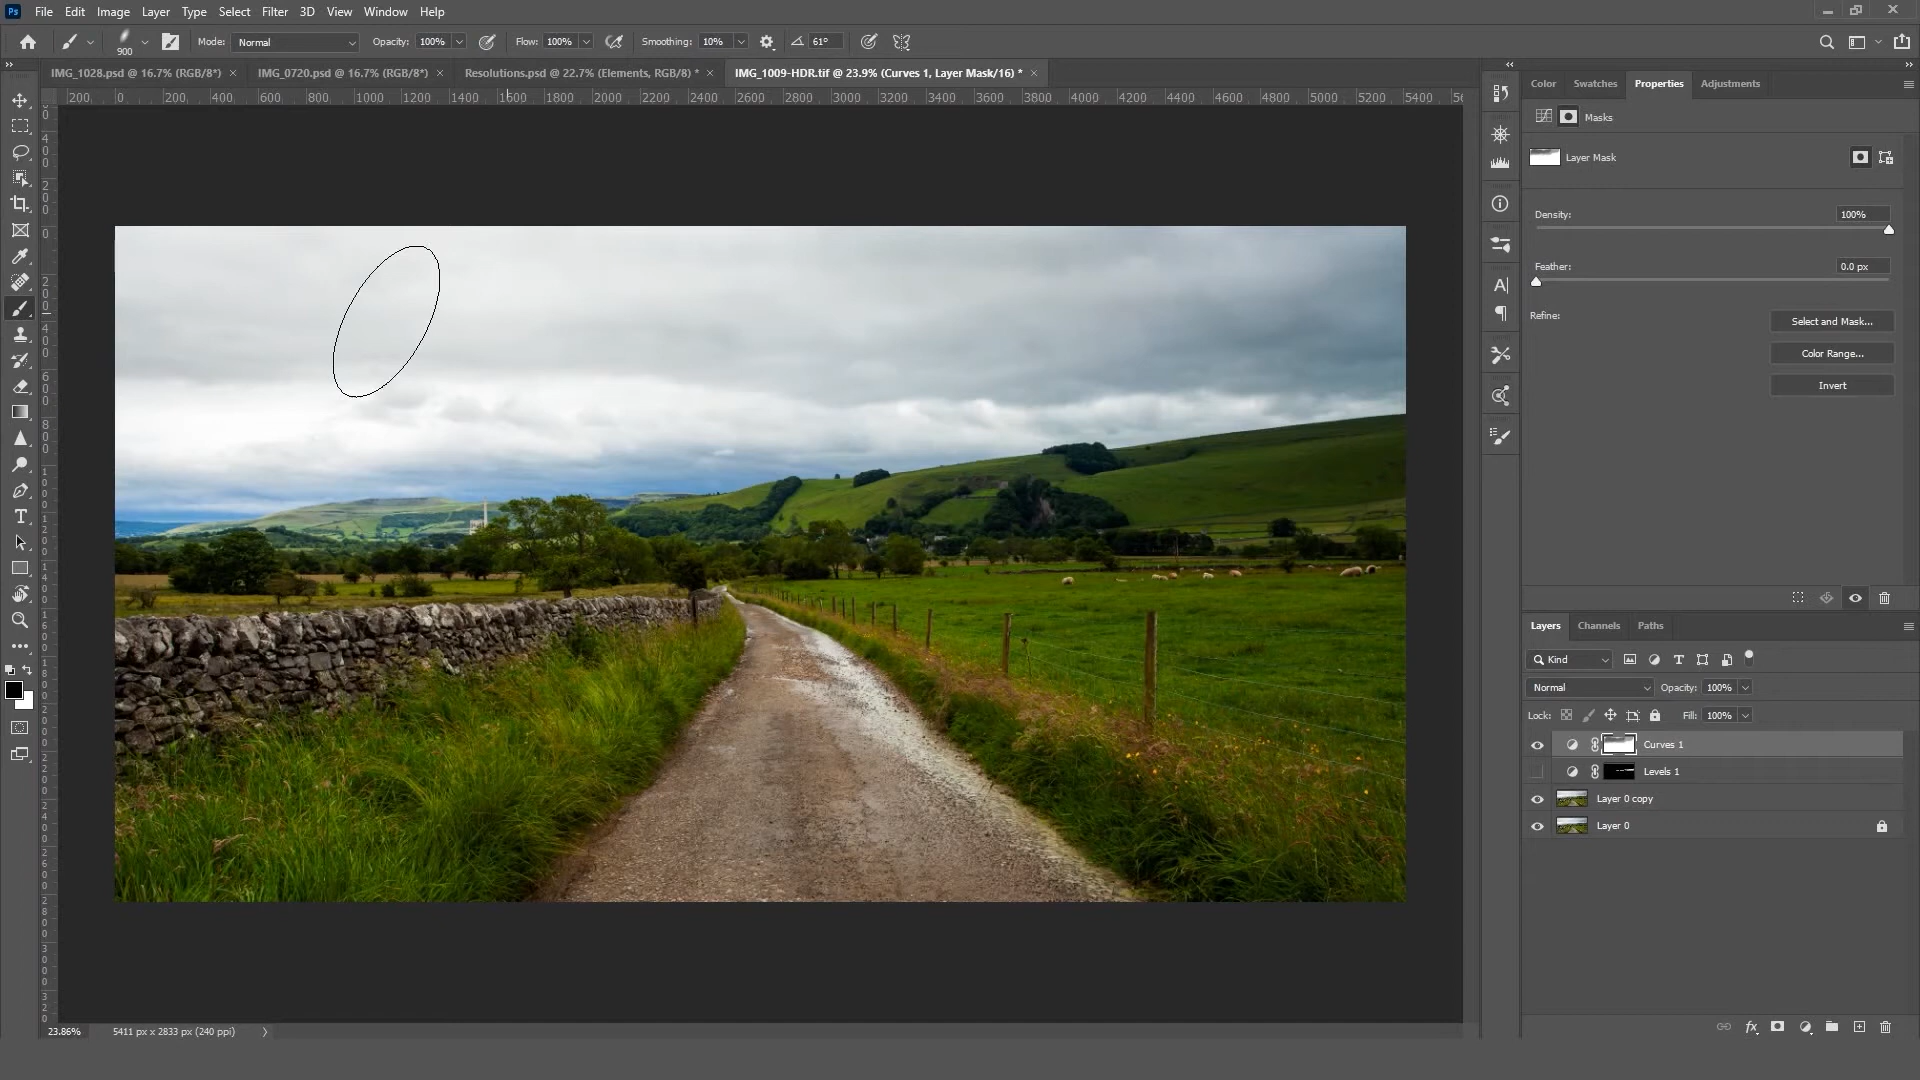 Ps File Edit Image Layer Type Select Filter 3D View Window Help
900 Mode: Normal Opacity: 100% Flow: 100% Smoothing: 10% 61°
IMG_1028.psd @ 16.7% (RGB/8*) IMG_0720.psd @ 16.7% (RGB/8*) Resolutions.psd @ 22.7% (Elements, RGB/8) * IMG_1009-HDR.tif @ 23.9% (Curves 1, Layer Mask/16) *
200 0 200 400 600 800 1000 1200 1400 1600 1800 2000 2200 2400 2600 2800 3000 3200 3400 3600 3800 4000 4200 4400 4600 4800 5000 5200 5400
Color Swatches Properties Adjustments
Masks
Layer Mask
Density: 100%
Feather: 0.0 px
Refine: Select and Mask...
Color Range...
Invert
Layers Channels Paths
Kind
Normal Opacity: 100%
Lock: Fill: 100%
Curves 1
Levels 1
Layer 0 copy
Layer 0
fx
23.86% 5411 px x 2833 px (240 ppi)